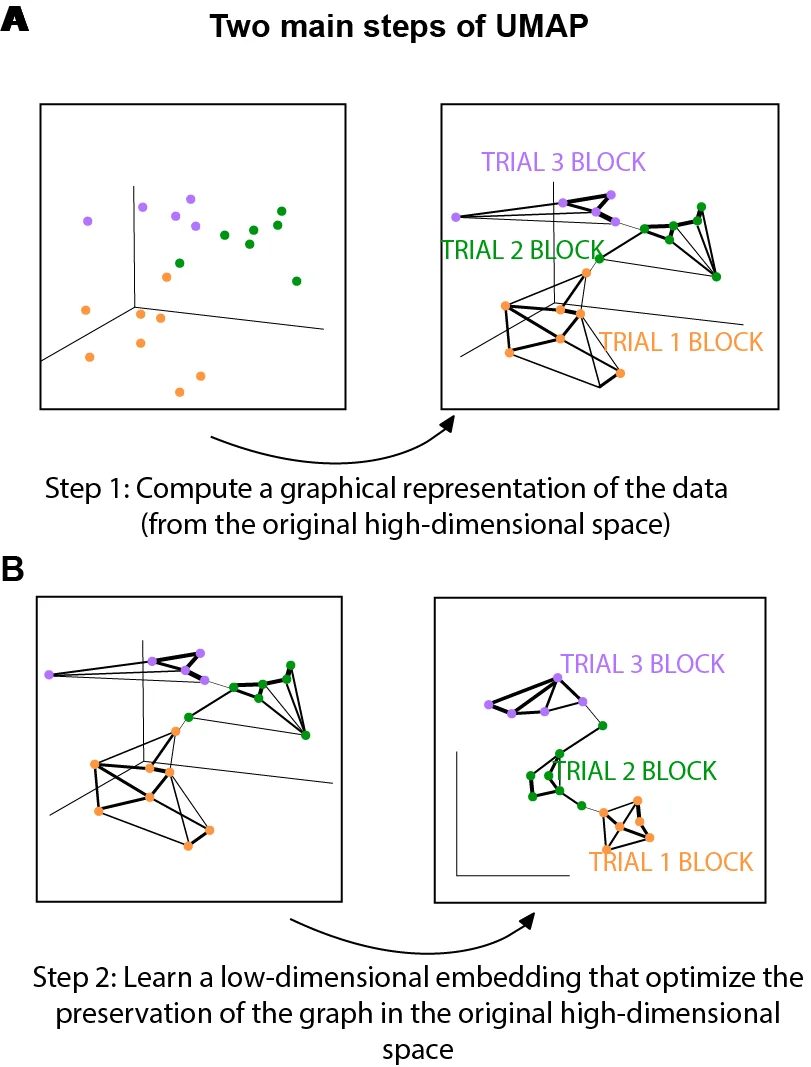 A
Two main steps of UMAP
TRIAL 3 BLOCK
TRIAL 2 BLOCK
TRIAL 1 BLOCK
Step 1: Compute a graphical representation of the data
(from the original high-dimensional space)
B
TRIAL 3 BLOCK
TRIAL 2 BLOCK
TRIAL 1 BLOCK
Step 2: Learn a low-dimensional embedding that optimize the
preservation of the graph in the original high-dimensional
space